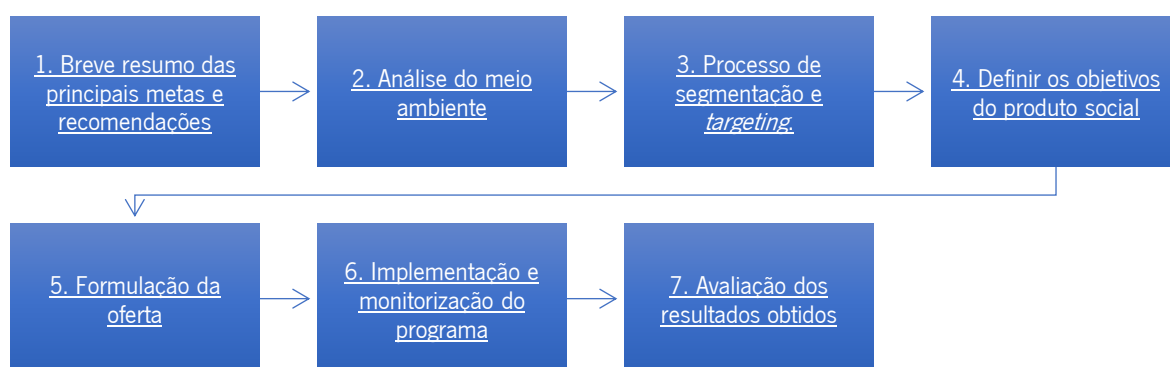 1. Breve resumo das
principais metas e
recomendações
2. Análise do meio
ambiente
3. Processo de
segmentação e
targeting.
4. Definir os objetivos
do produto social
5. Formulação da
oferta
6. Implementação e
monitorização do
programa
7. Avaliação dos
resultados obtidos